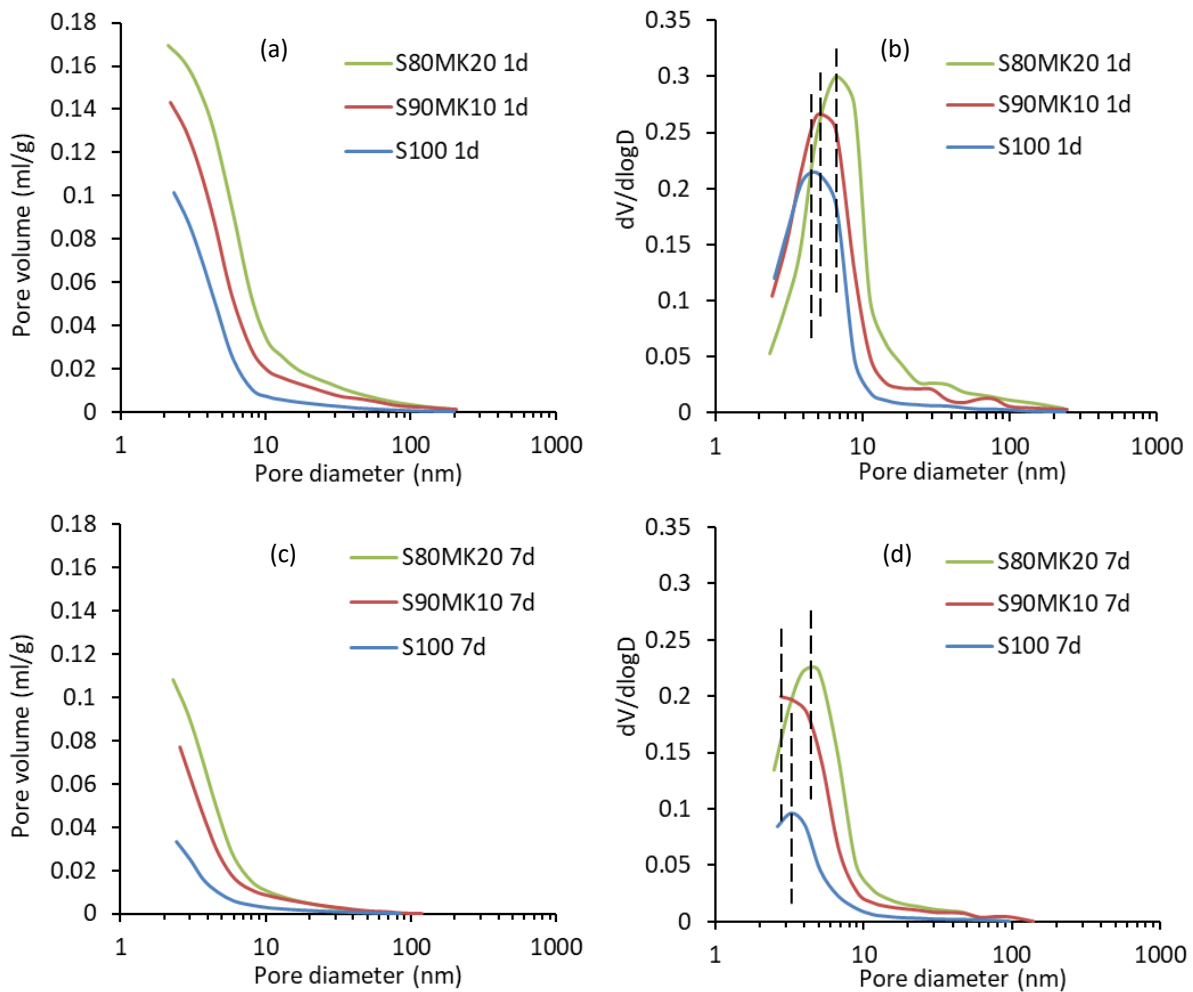 (a)
S80MK20 1d
S90MK10 1d
S100 1d
Pore volume (ml/g)
0.18
0.16
0.14
0.12
0.1
0.08
0.06
0.04
0.02
0
1
10
100
1000
Pore diameter (nm)
(b)
S80MK20 1d
S90MK10 1d
S100 1d
dV/dlogD
0.35
0.3
0.25
0.2
0.15
0.1
0.05
0
1
10
100
1000
Pore diameter (nm)
(c)
S80MK20 7d
S90MK10 7d
S100 7d
Pore volume (ml/g)
0.18
0.16
0.14
0.12
0.1
0.08
0.06
0.04
0.02
0
1
10
100
1000
Pore diameter (nm)
(d)
S80MK20 7d
S90MK10 7d
S100 7d
dV/dlogD
0.35
0.3
0.25
0.2
0.15
0.1
0.05
0
1
10
100
1000
Pore diameter (nm)